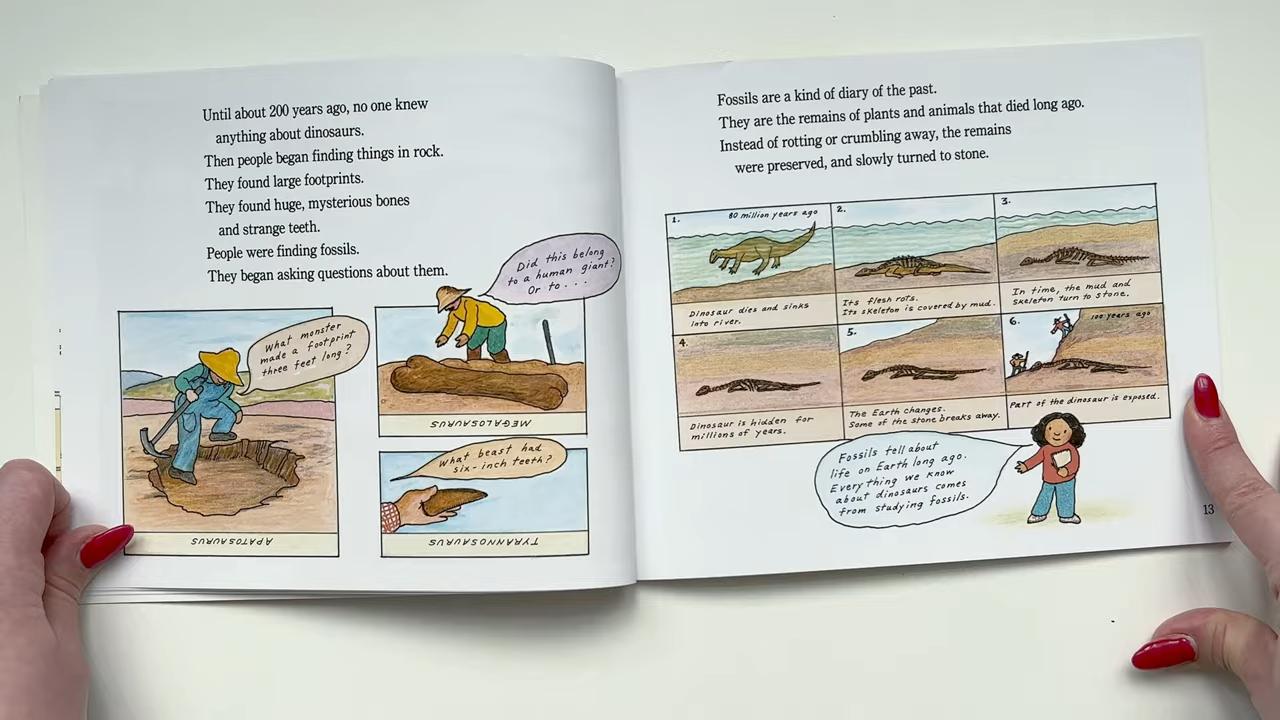 Until about 200 years ago, no one knew
anything about dinosaurs.
Then people began finding things in rock.
They found large footprints.
They found huge, mysterious bones
and strange teeth.
People were finding fossils.
They began asking questions about them.
What monster
made a footprint
three feet long?
APATOSAURUS
Did this belong
to a human giant?
Or to...
MEGALOSAURUS
What beast had
six-inch teeth?
TYRANNOSAURUS
Fossils are a kind of diary of the past.
They are the remains of plants and animals that died long ago.
Instead of rotting or crumbling away, the remains
were preserved, and slowly turned to stone.
1.
80 million years ago
Dinosaur dies and sinks
into river.
2.
Its flesh rots.
Its skeleton is covered by mud.
3.
In time, the mud and
skeleton turn to stone.
4.
Dinosaur is hidden for
millions of years.
5.
The Earth changes.
Some of the stone breaks away.
6.
100 years ago
Part of the dinosaur is exposed.
Fossils tell about
life on Earth long ago.
Everything we know
about dinosaurs comes
from studying fossils.
13